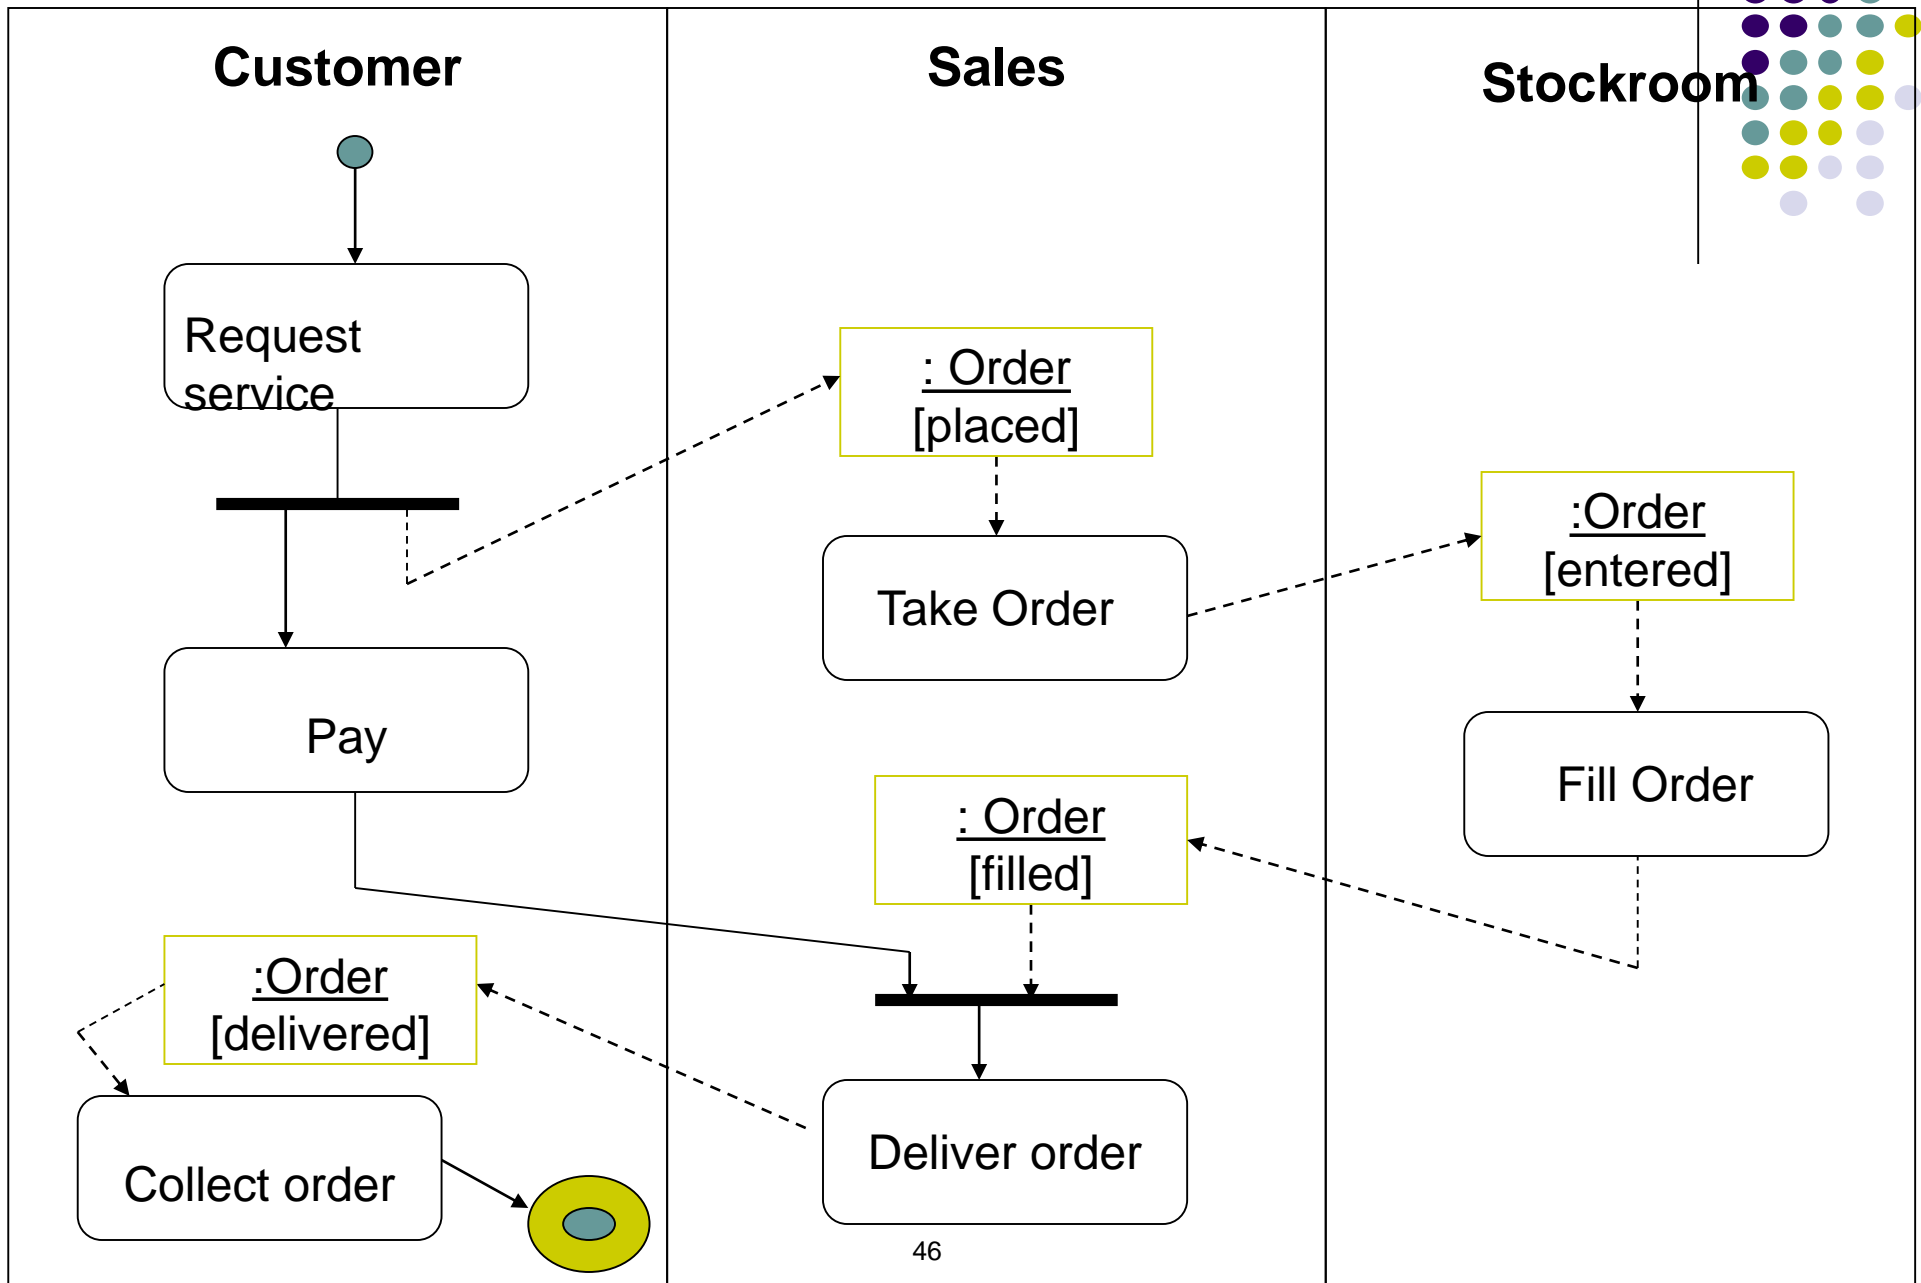 Customer
Sales
Stockroom
Request
service
: Order
[placed]
:Order
[entered]
Take Order
Pay
Fill Order
: Order
[filled]
:Order
[delivered]
Deliver order
Collect order
46